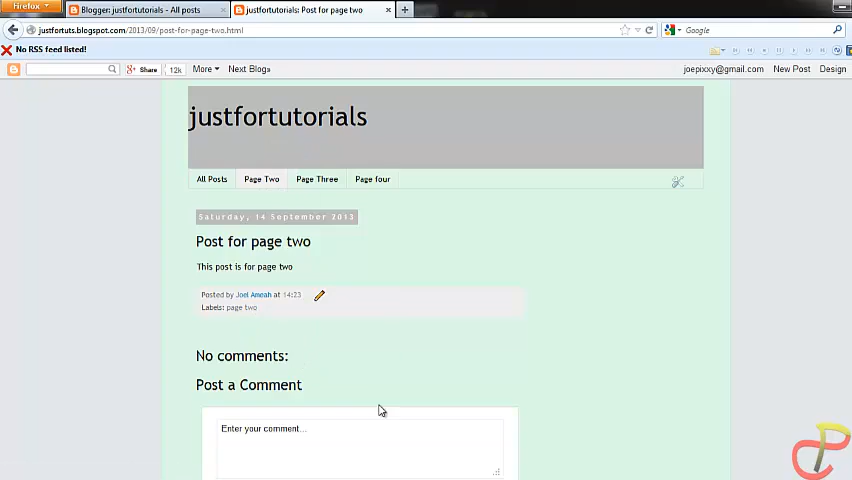 Firefox
Blogger: justfortutorials - All posts
justfortutorials: Post for page two
justfortuts.blogspot.com/2013/09/post-for-page-two.html
Google
No RSS feed listed!
Share 12k More Next Blog»
joepixxy@gmail.com New Post Design
justfortutorials
All Posts Page Two Page Three Page four
Saturday, 14 September 2013
Post for page two
This post is for page two
Posted by Joel Ameah at 14:23
Labels: page two
No comments:
Post a Comment
Enter your comment...